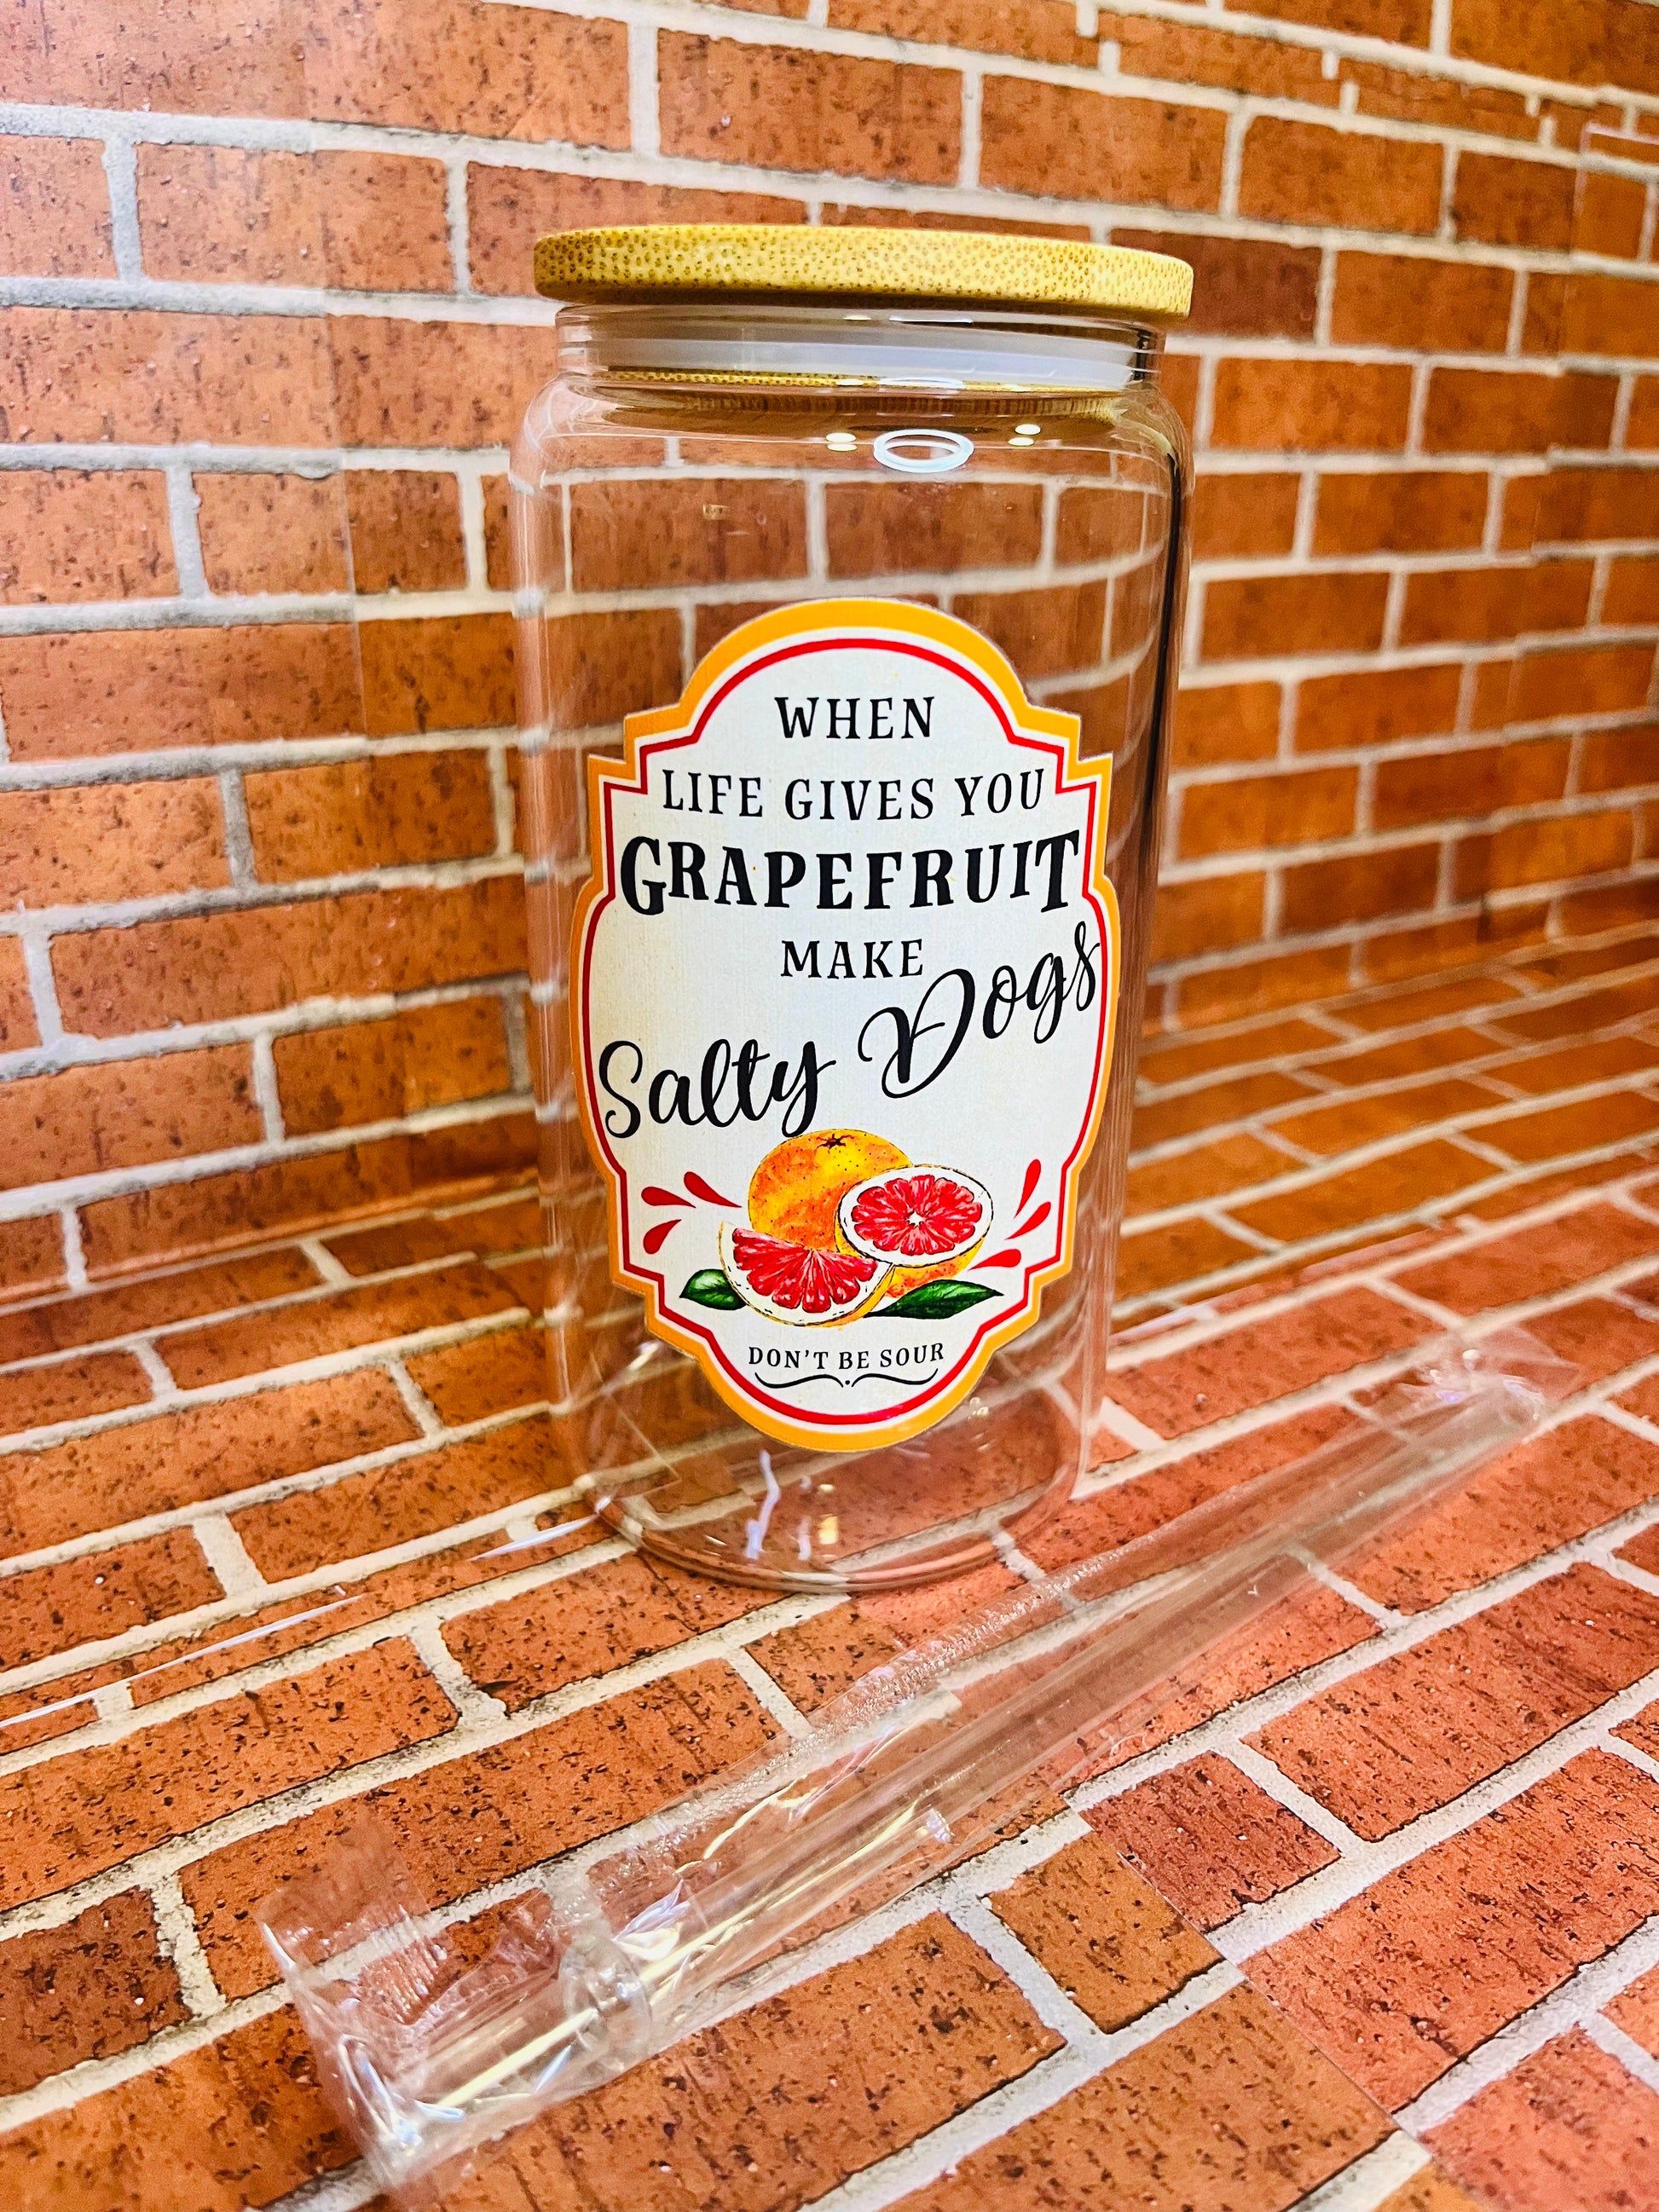 WHEN
LIFE GIVES YOU
GRAPEFRUIT
MAKE
Salty Dogs
DON'T BE SOUR